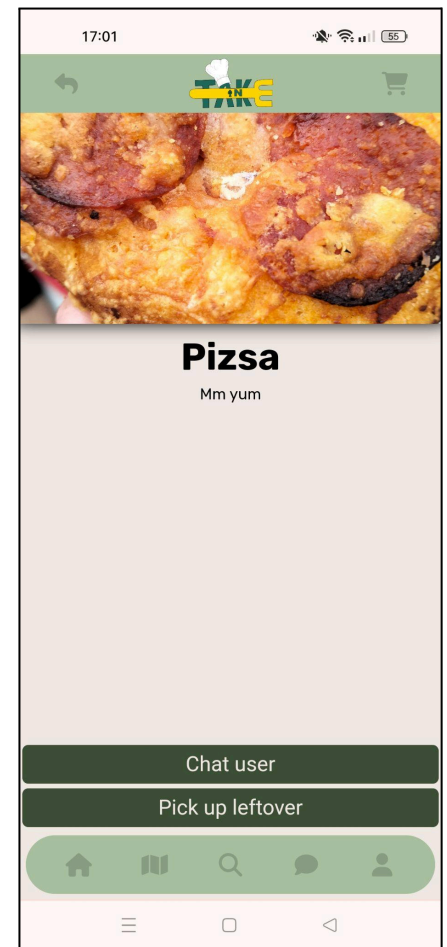 17:01
55
TAKE
IN
Pizsa
Mm yum
Chat user
Pick up leftover